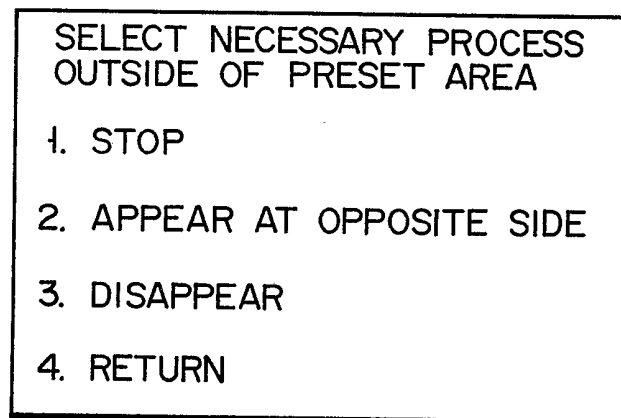 SELECT NECESSARY PROCESS
OUTSIDE OF PRESET AREA
1. STOP
2. APPEAR AT OPPOSITE SIDE
3. DISAPPEAR
4. RETURN